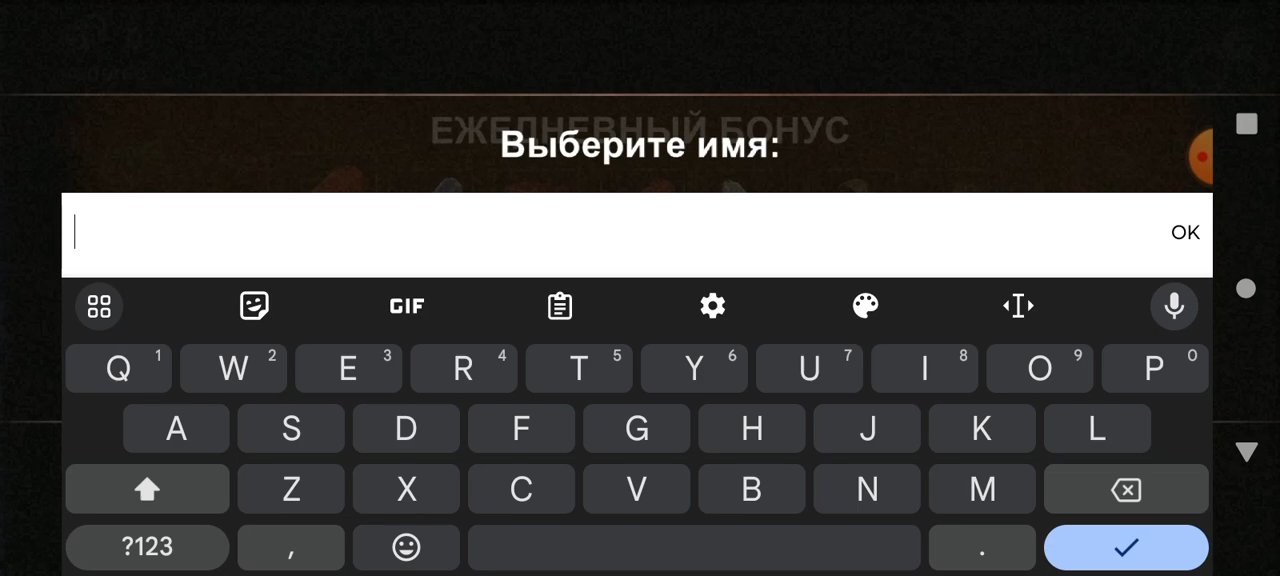 ЕЖЕДНЕВНЫЙ БОНУС
Выберите имя:
OK
GIF
Q 1 W 2 E 3 R 4 T 5 Y 6 U 7 I 8 O 9 P 0
A S D F G H J K L
Z X C V B N M
?123 , .